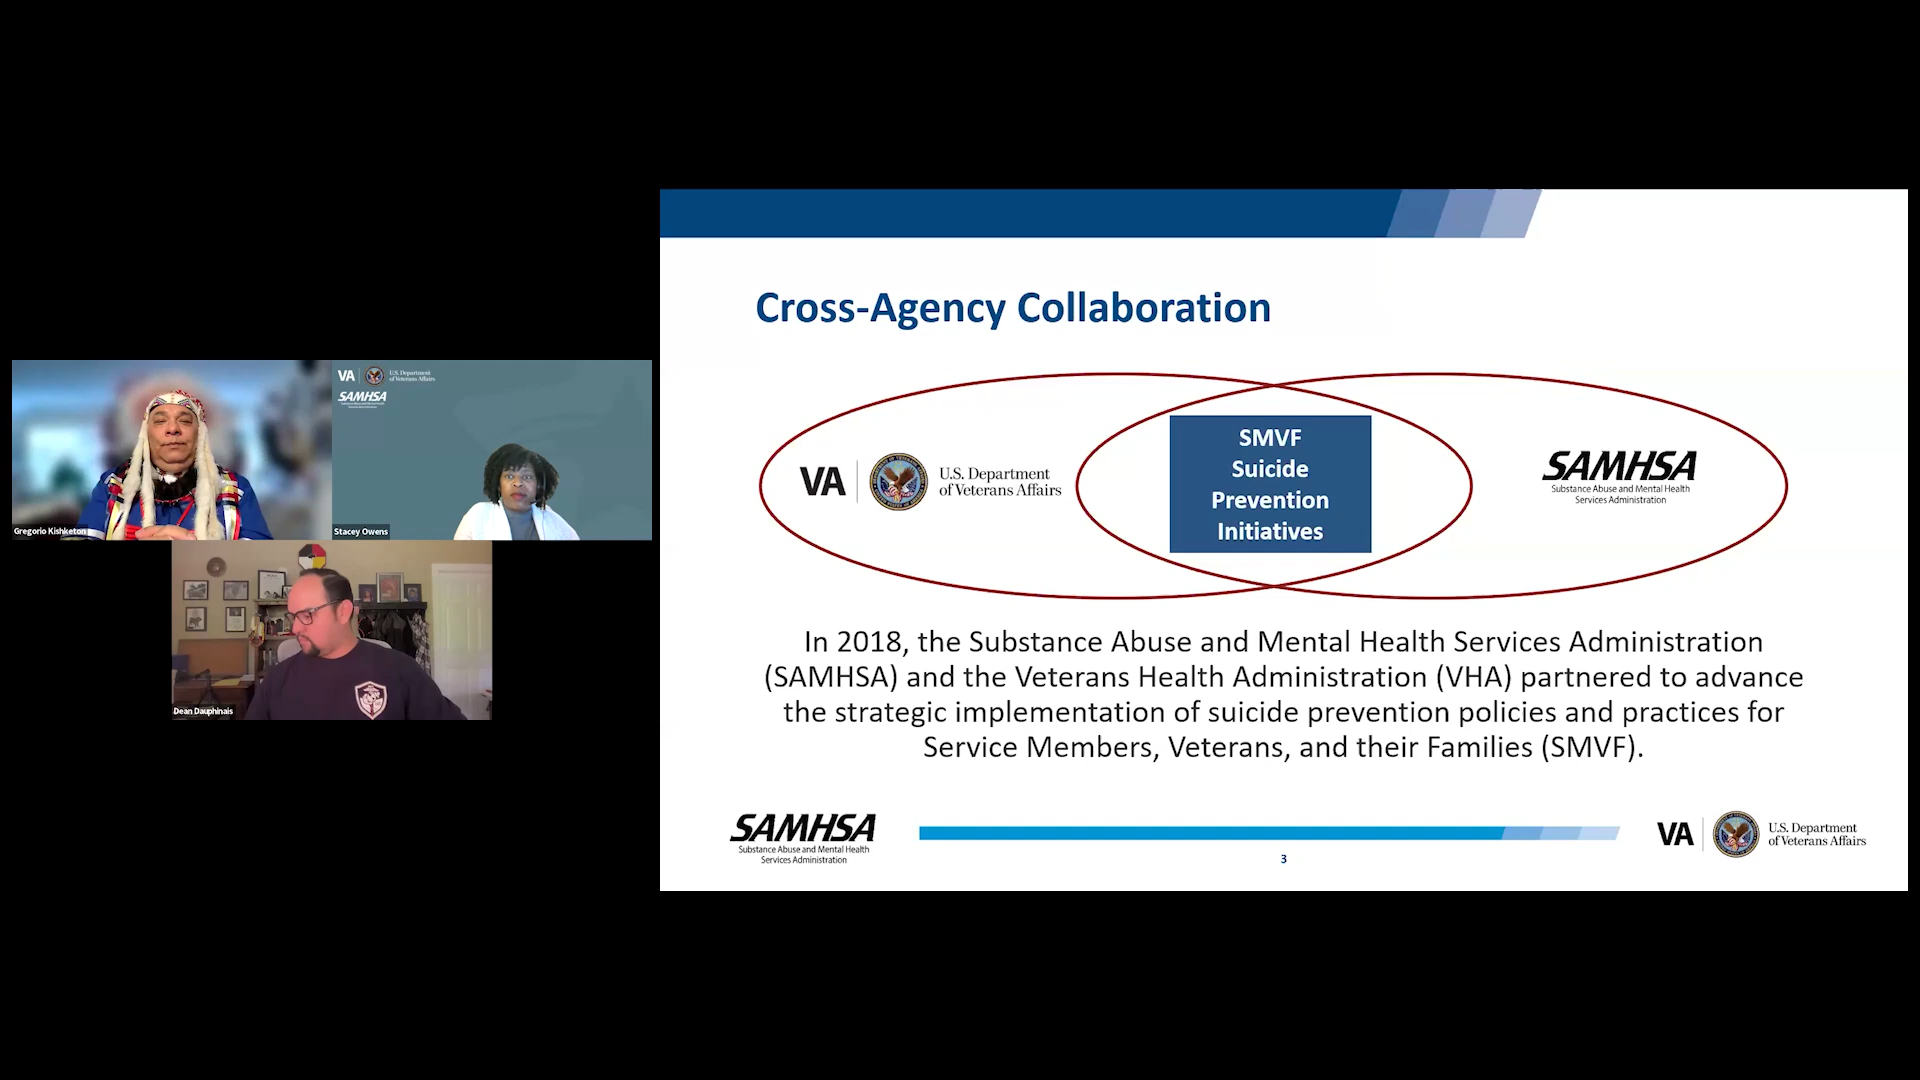 VA
U.S. Department
of Veterans Affairs
SAMHSA
Gregorio Kishketon
Stacey Owens
Dean Dauphinais
Cross-Agency Collaboration
VA
U.S. Department
of Veterans Affairs
SMVF
Suicide
Prevention
Initiatives
SAMHSA
Substance Abuse and Mental Health
Services Administration
In 2018, the Substance Abuse and Mental Health Services Administration
(SAMHSA) and the Veterans Health Administration (VHA) partnered to advance
the strategic implementation of suicide prevention policies and practices for
Service Members, Veterans, and their Families (SMVF).
SAMHSA
Substance Abuse and Mental Health
Services Administration
3
VA
U.S. Department
of Veterans Affairs